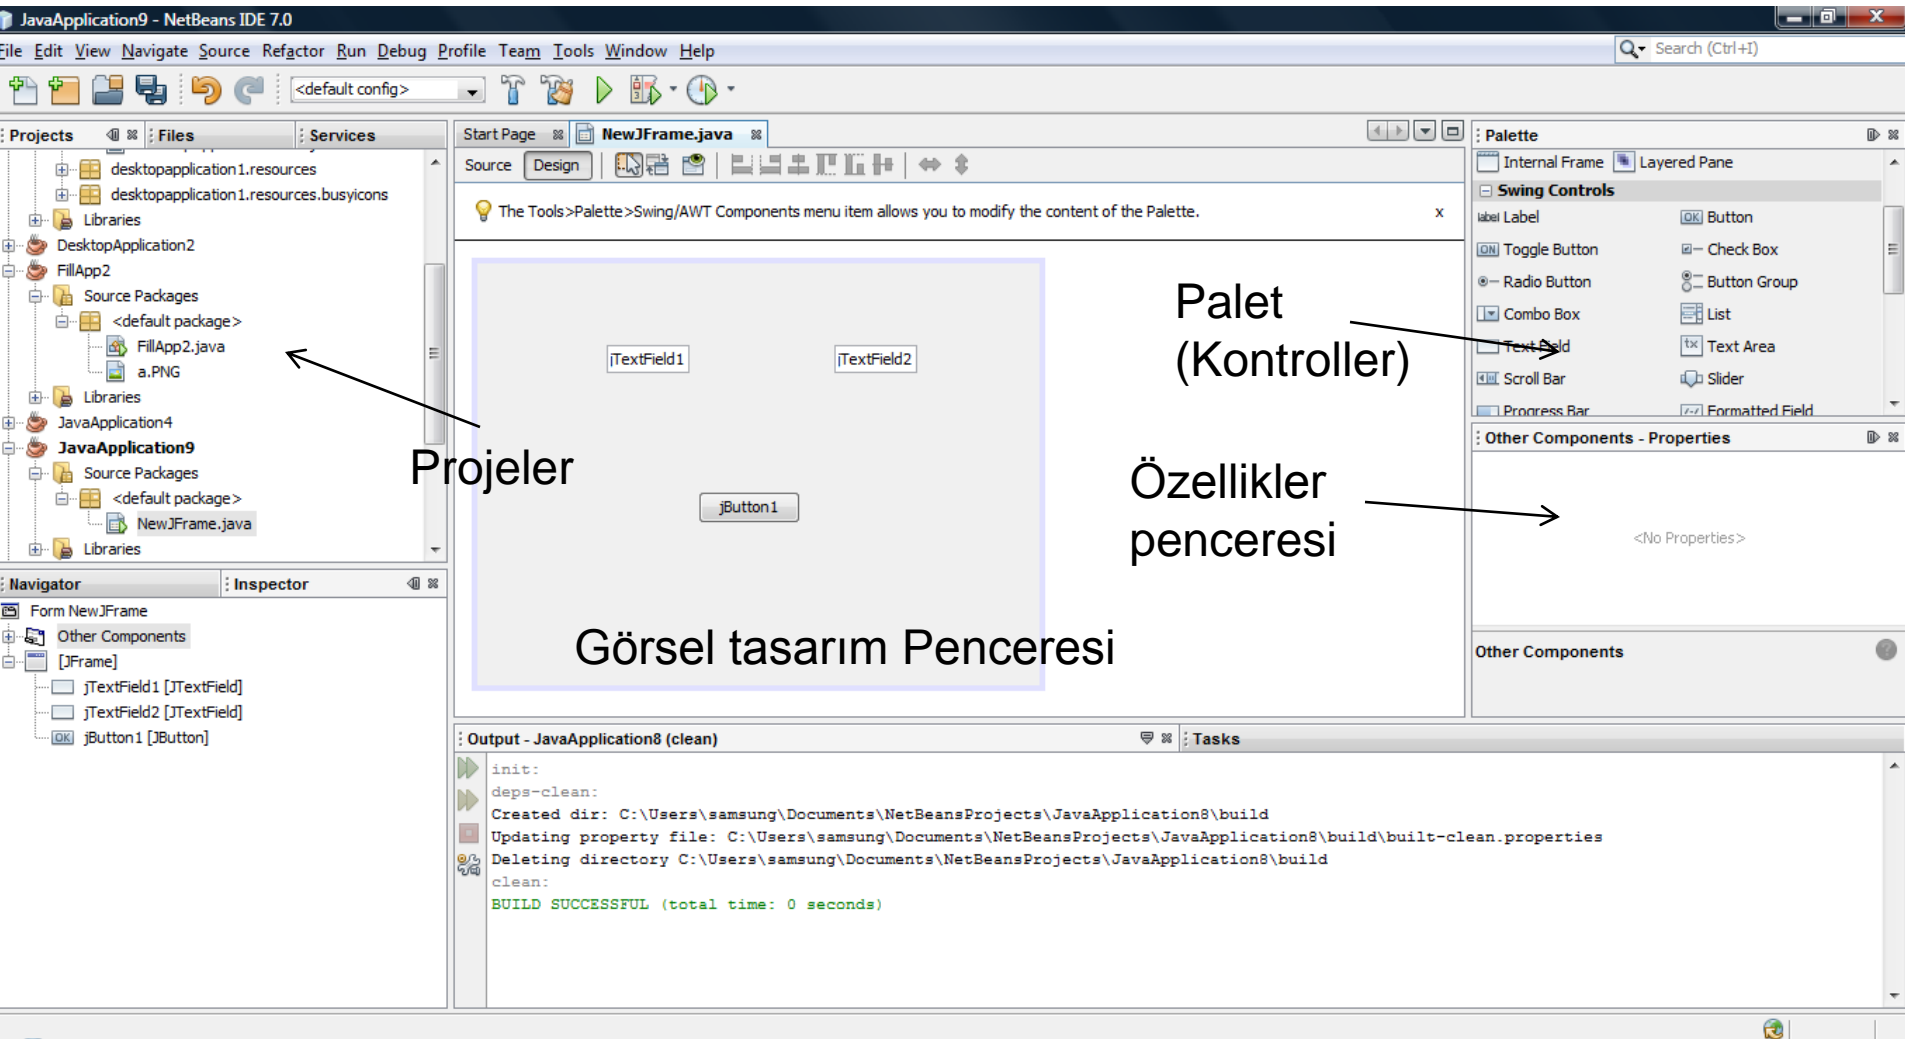 JavaApplication9 - NetBeans IDE 7.0
File Edit View Navigate Source Refactor Run Debug Profile Team Tools Window Help
Search (Ctrl+I)
<default config>
Projects
Files
Services
desktopapplication1.resources
desktopapplication1.resources.busyicons
Libraries
DesktopApplication2
FillApp2
Source Packages
<default package>
FillApp2.java
a.PNG
Libraries
JavaApplication4
JavaApplication9
Source Packages
<default package>
NewJFrame.java
Libraries
Projeler
Navigator
Inspector
Form NewJFrame
Other Components
[JFrame]
jTextField1 [JTextField]
jTextField2 [JTextField]
jButton1 [JButton]
Start Page
NewJFrame.java
Source
Design
The Tools>Palette>Swing/AWT Components menu item allows you to modify the content of the Palette.
x
jTextField1
jTextField2
jButton1
Görsel tasarım Penceresi
Palet
(Kontroller)
Özellikler
penceresi
Palette
Internal Frame
Layered Pane
Swing Controls
label Label
OK Button
ON Toggle Button
Check Box
Radio Button
Button Group
Combo Box
List
Text Field
tx Text Area
Scroll Bar
Slider
Progress Bar
Formatted Field
Other Components - Properties
<No Properties>
Other Components
Output - JavaApplication8 (clean)
Tasks
init:
deps-clean:
Created dir: C:\Users\samsung\Documents\NetBeansProjects\JavaApplication8\build
Updating property file: C:\Users\samsung\Documents\NetBeansProjects\JavaApplication8\build\built-clean.properties
Deleting directory C:\Users\samsung\Documents\NetBeansProjects\JavaApplication8\build
clean:
BUILD SUCCESSFUL (total time: 0 seconds)